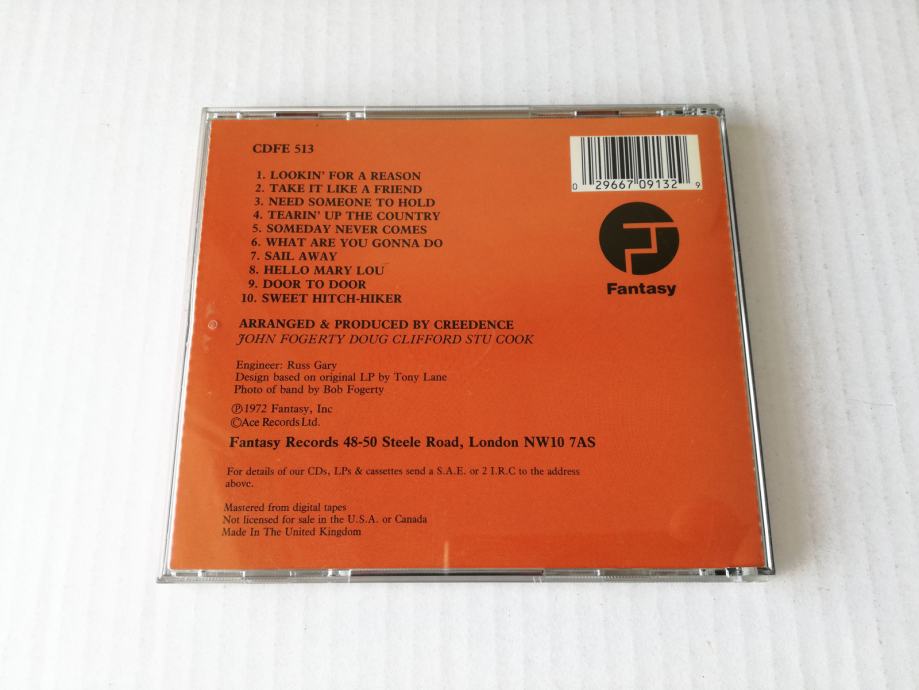 CDFE 513
1. LOOKIN' FOR A REASON
2. TAKE IT LIKE A FRIEND
3. NEED SOMEONE TO HOLD
4. TEARIN' UP THE COUNTRY
5. SOMEDAY NEVER COMES
6. WHAT ARE YOU GONNA DO
7. SAIL AWAY
8. HELLO MARY LOU
9. DOOR TO DOOR
10. SWEET HITCH-HIKER
ARRANGED & PRODUCED BY CREEDENCE
JOHN FOGERTY DOUG CLIFFORD STU COOK
Engineer: Russ Gary
Design based on original LP by Tony Lane
Photo of band by Bob Fogerty
Ⓟ1972 Fantasy, Inc
©Ace Records Ltd.
Fantasy Records 48-50 Steele Road, London NW10 7AS
For details of our CDs, LPs & cassettes send a S.A.E. or 2 I.R.C to the address
above.
Mastered from digital tapes
Not licensed for sale in the U.S.A. or Canada
Made In The United Kingdom
0 29667 09132 9
Fantasy